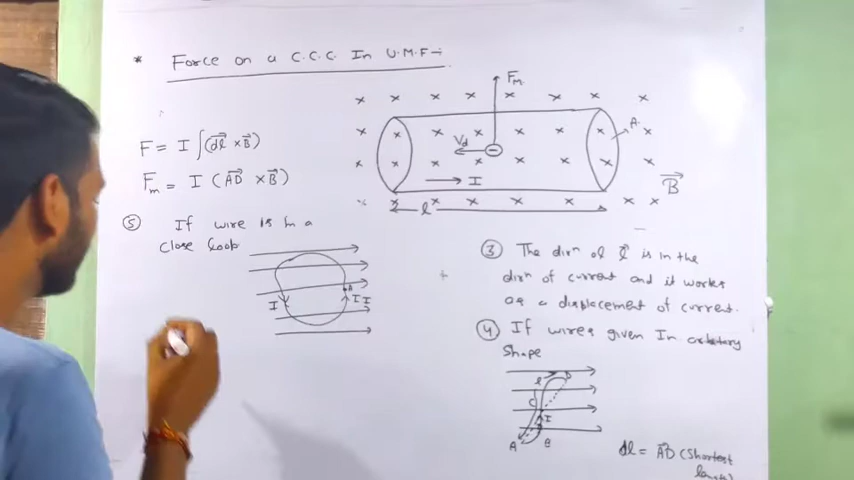 * Force on a C.C.C. In U.M.F ÷
F = I ∫(dl × B)
Fm = I (AD × B)
⑤ If wire is in a
close loop
I
A
I I
Fm
Vd
−
A
→ I
B
l
③ The dirn of l is in the
dirn of current and it works
as a displacement of current.
④ If wires given In arbitary
Shape
l
D
C
I
A
B
dl = AD (Shortest
length)